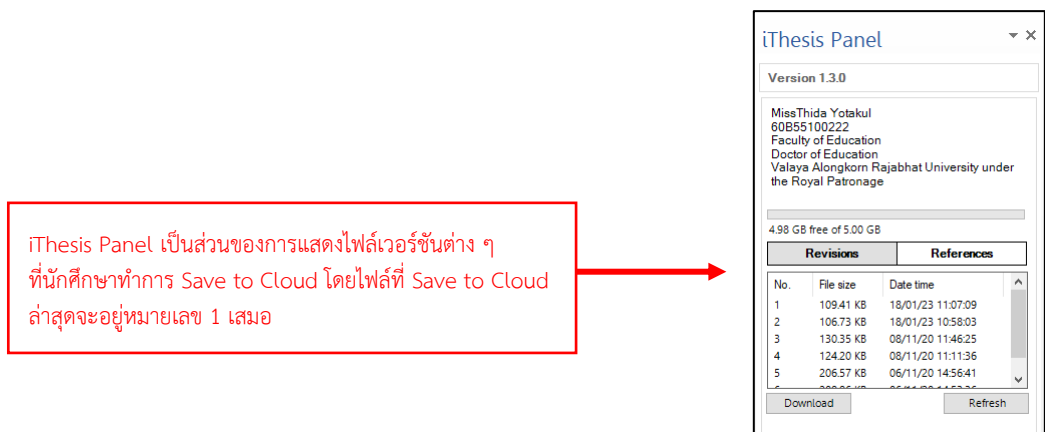 iThesis Panel
Version 1.3.0
MissThida Yotakul
60B55100222
Faculty of Education
Doctor of Education
Valaya Alongkorn Rajabhat University under
the Royal Patronage
4.98 GB free of 5.00 GB
Revisions References
No. File size Date time
1 109.41 KB 18/01/23 11:07:09
2 106.73 KB 18/01/23 10:58:03
3 130.35 KB 08/11/20 11:46:25
4 124.20 KB 08/11/20 11:11:36
5 206.57 KB 06/11/20 14:56:41
Download Refresh
iThesis Panel เป็นส่วนของการแสดงไฟล์เวอร์ชันต่าง ๆ
ที่นักศึกษาทำการ Save to Cloud โดยไฟล์ที่ Save to Cloud
ล่าสุดจะอยู่หมายเลข 1 เสมอ